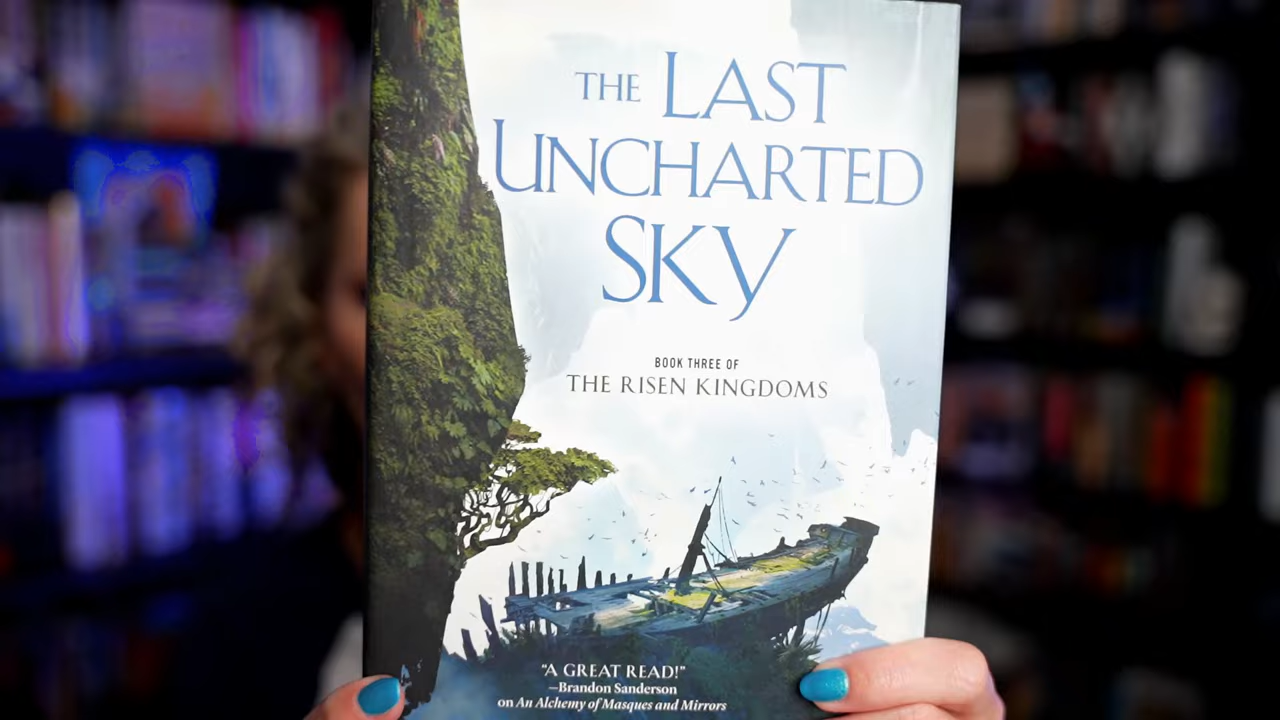 THE LAST
UNCHARTED
SKY
BOOK THREE OF
THE RISEN KINGDOMS
“A GREAT READ!”
—Brandon Sanderson
on An Alchemy of Masques and Mirrors